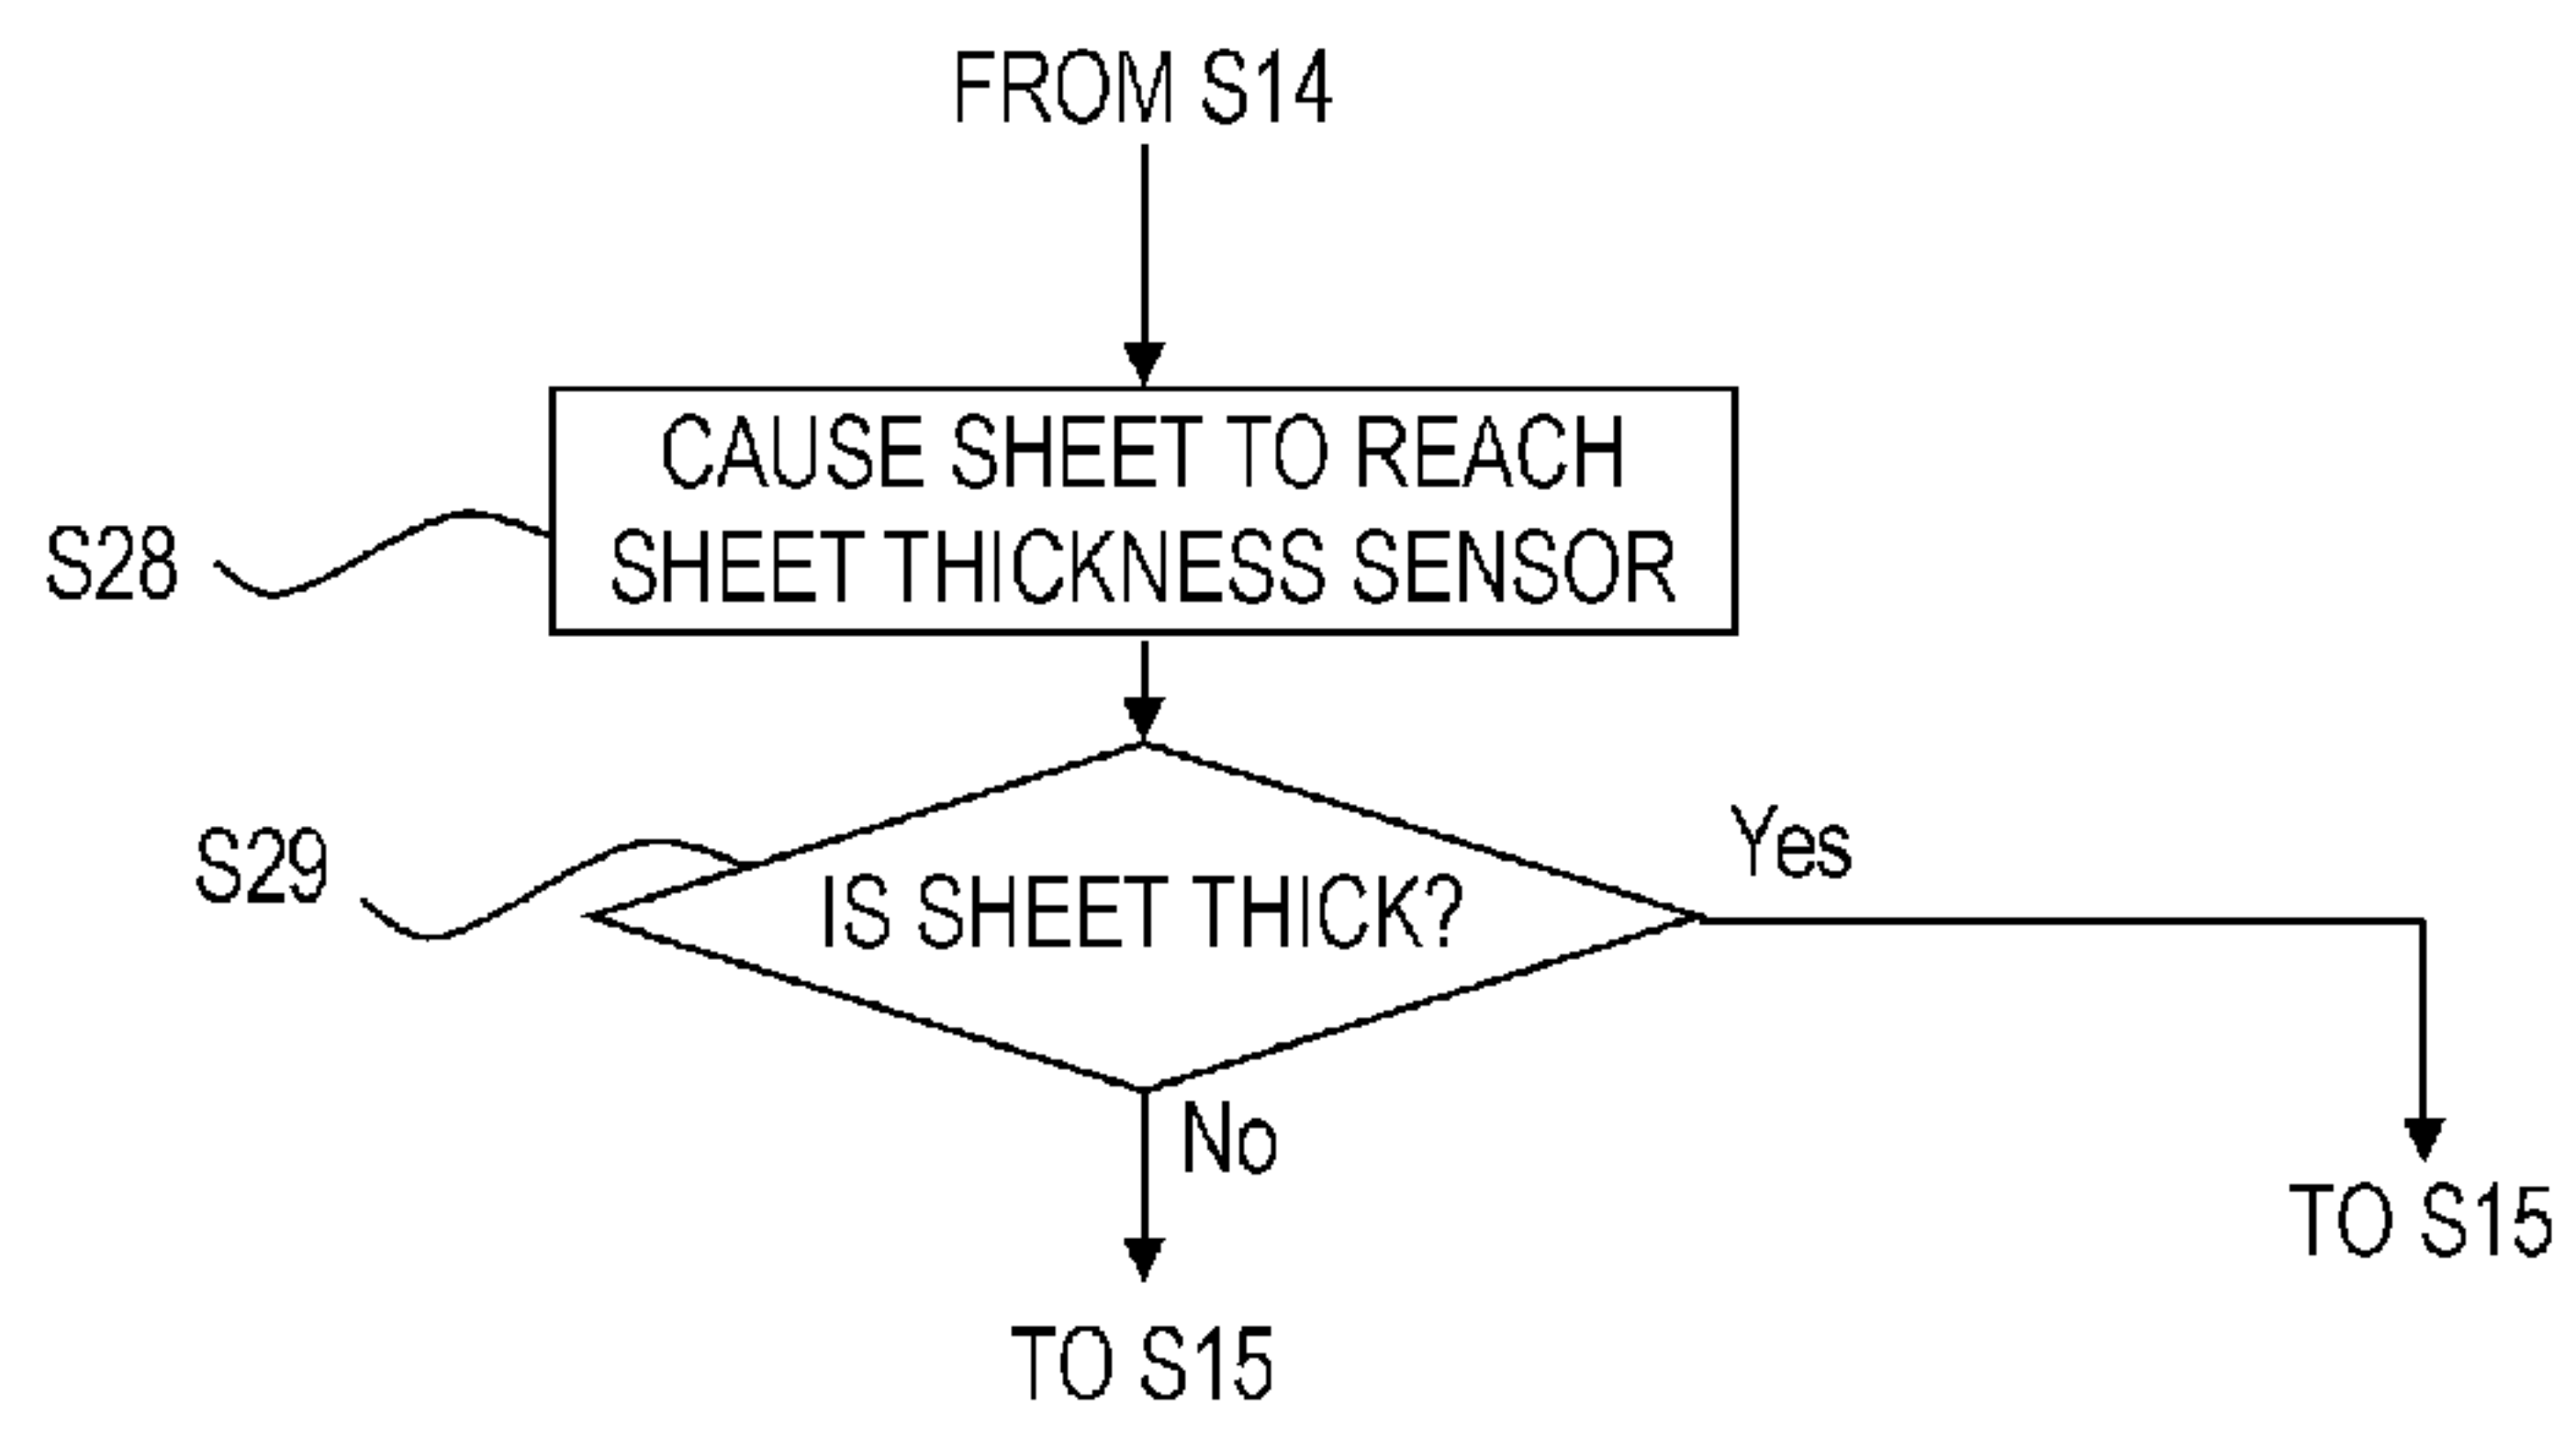 FROM S14
CAUSE SHEET TO REACH
SHEET THICKNESS SENSOR
S28
S29
IS SHEET THICK?
Yes
No
TO S15
TO S15